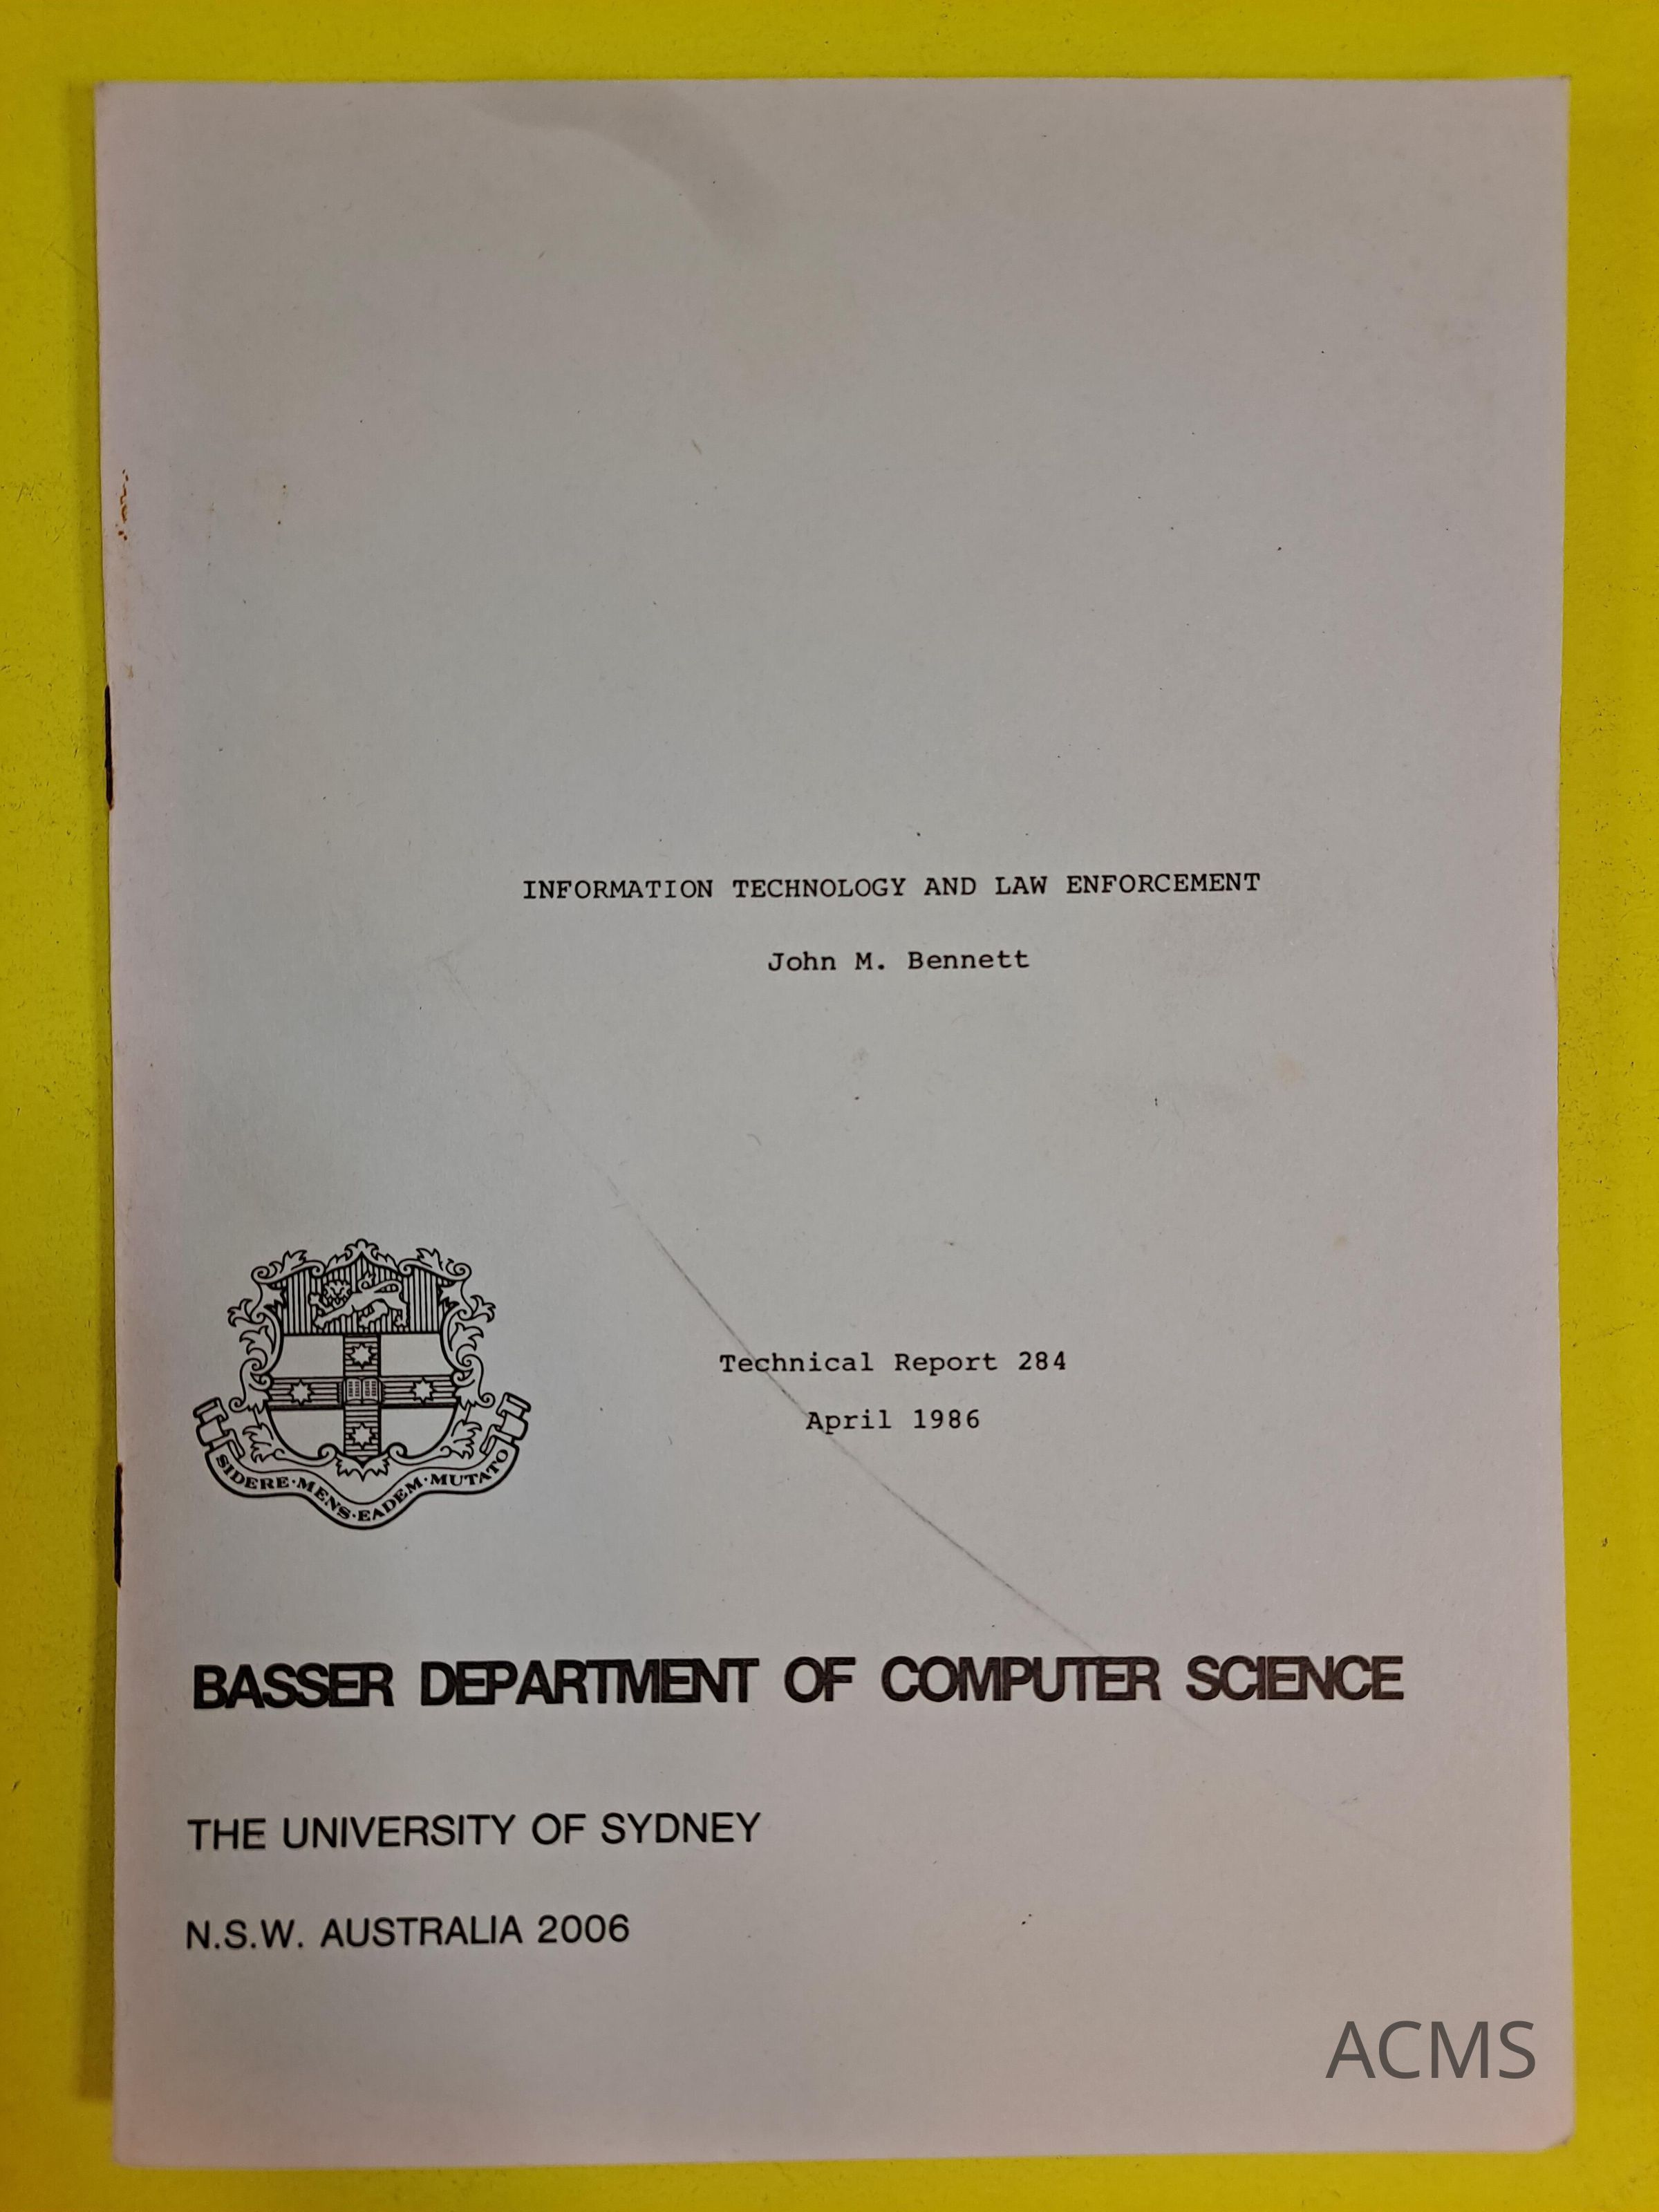 INFORMATION TECHNOLOGY AND LAW ENFORCEMENT
John M. Bennett
SIDERE·MENS·EADEM·MUTATO
Technical Report 284
April 1986
BASSER DEPARTMENT OF COMPUTER SCIENCE
THE UNIVERSITY OF SYDNEY
N.S.W. AUSTRALIA 2006
ACMS